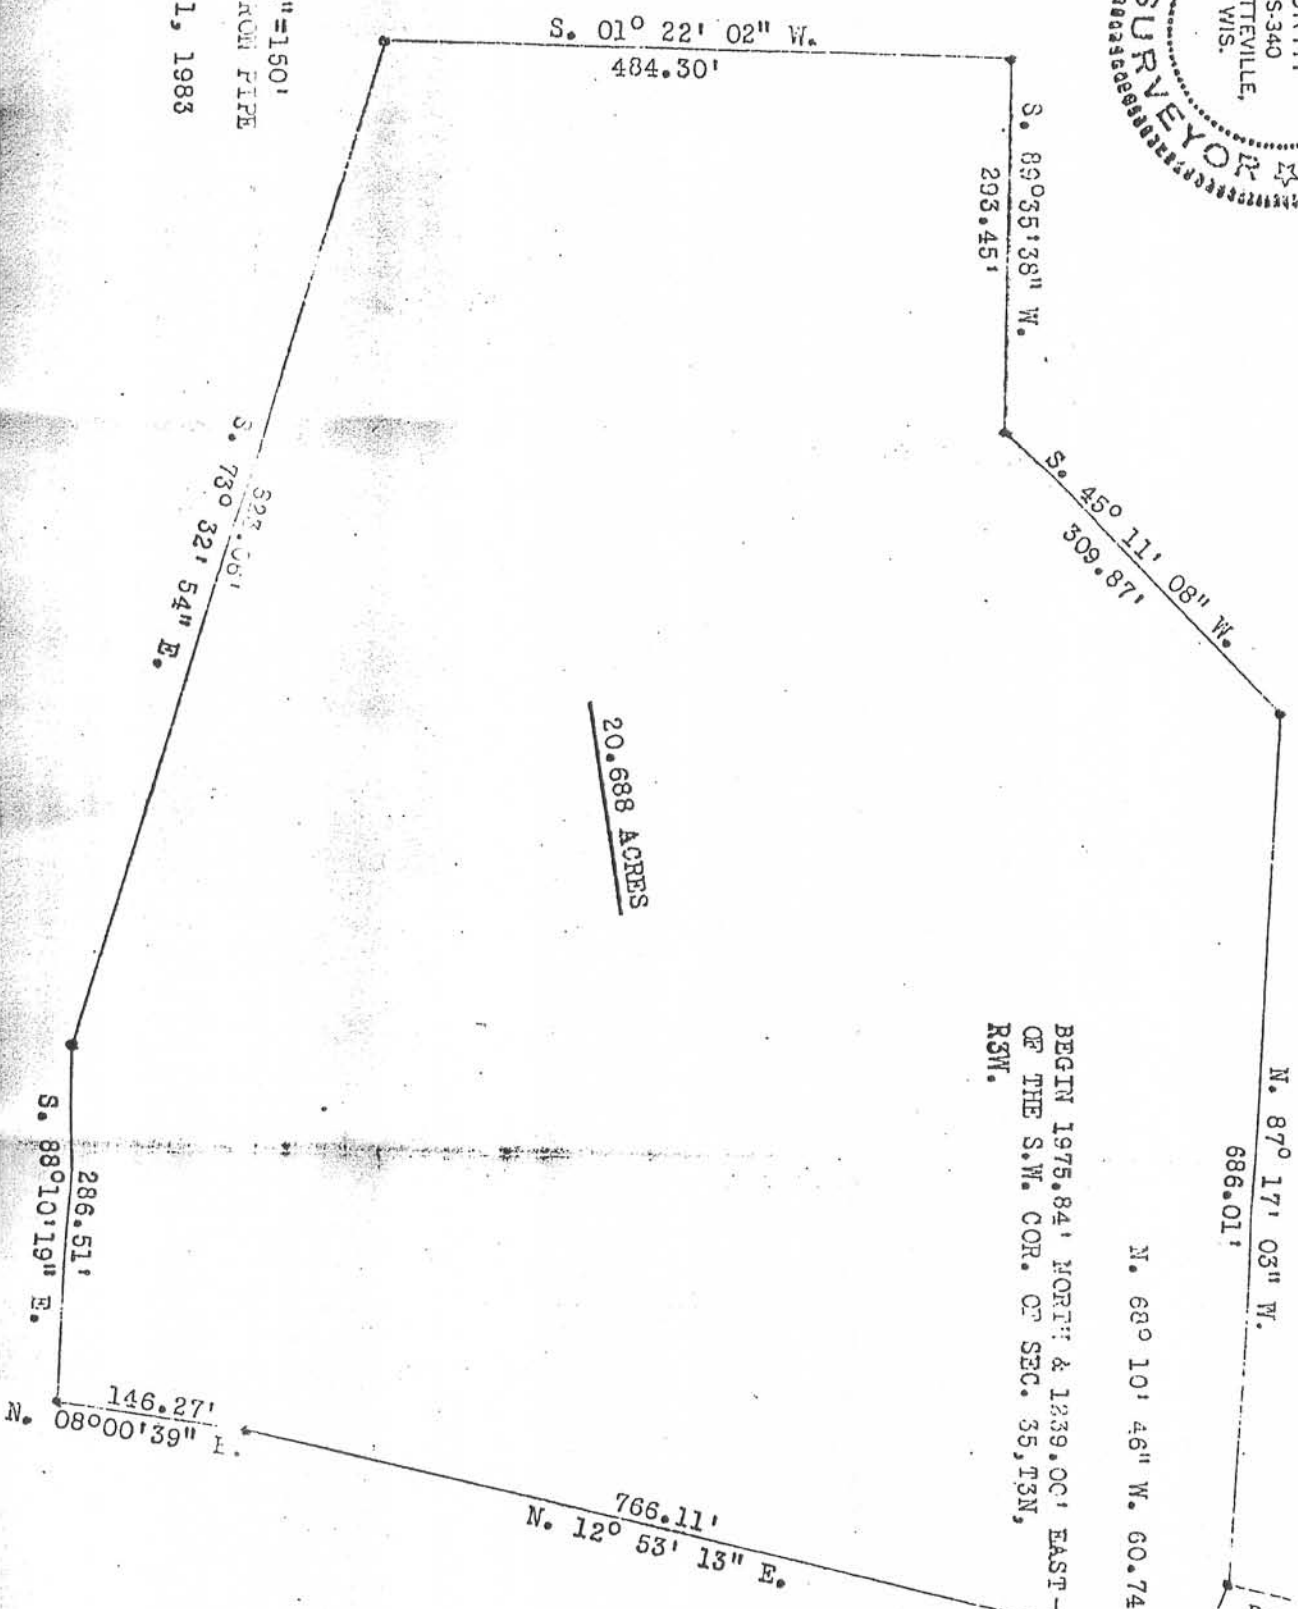 S-340
TTEVILLE,
WIS.
SURVEYOR
"=150'
PIPE
1, 1983
S. 01° 22' 02" W.
484.30'
S. 89°35'38" W.
293.45'
S. 45° 11' 08" W.
309.87'
N. 87° 17' 03" W.
686.01'
N. 68° 10' 46" W. 60.74
BEGIN 1975.84' NORTH & 1239.00' EAST-
OF THE S.W. COR. OF SEC. 35,T3N,
R3W.
20.688 ACRES
S. 73° 32' 54" E.
286.51'
S. 88°10'19" E.
146.27'
N. 08°00'39" E.
766.11'
N. 12° 53' 13" E.